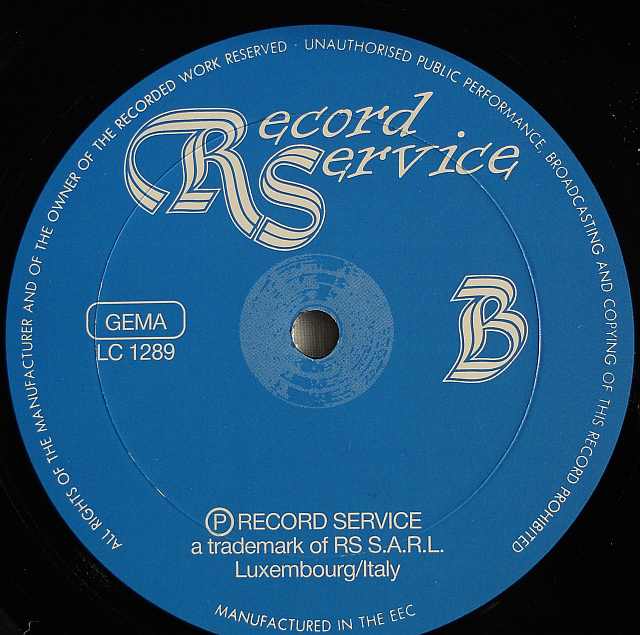 ALL RIGHTS OF THE MANUFACTURER AND OF THE OWNER OF THE RECORDED WORK RESERVED · UNAUTHORISED PUBLIC PERFORMANCE, BROADCASTING AND COPYING OF THIS RECORD PROHIBITED
Record
Service
B
GEMA
LC 1289
Ⓟ RECORD SERVICE
a trademark of RS S.A.R.L.
Luxembourg/Italy
MANUFACTURED IN THE EEC